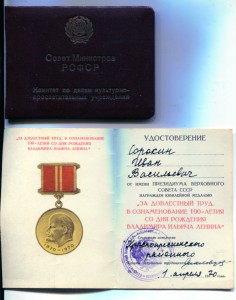 Совет Министров
РСФСР
Комитет по делам культурно-
просветительных учреждений
"ЗА ДОБЛЕСТНЫЙ ТРУД.
В ОЗНАМЕНОВАНИЕ
100-ЛЕТИЯ СО ДНЯ РОЖДЕНИЯ
ВЛАДИМИРА ИЛЬИЧА ЛЕНИНА"
1870-1970
УДОСТОВЕРЕНИЕ
Сорокин
Иван
Васильевич
от имени ПРЕЗИДИУМА ВЕРХОВНОГО
СОВЕТА СССР
НАГРАЖДЕН ЮБИЛЕЙНОЙ МЕДАЛЬЮ
"ЗА ДОБЛЕСТНЫЙ ТРУД.
В ОЗНАМЕНОВАНИЕ 100-ЛЕТИЯ
СО ДНЯ РОЖДЕНИЯ
ВЛАДИМИРА ИЛЬИЧА ЛЕНИНА"
районного
1 апреля 70